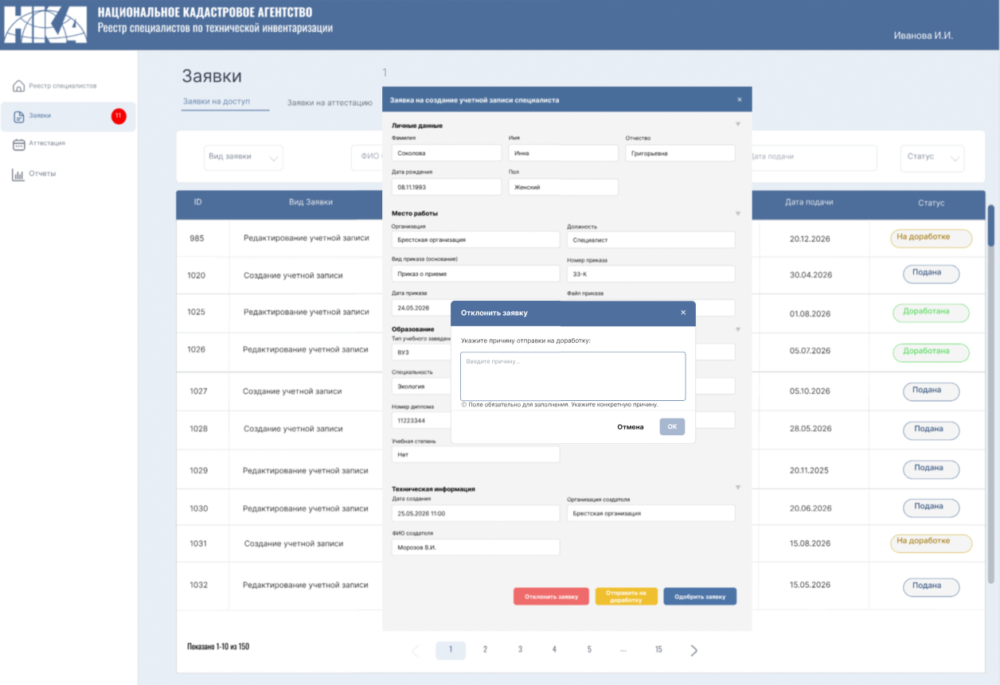 НКА
НАЦИОНАЛЬНОЕ КАДАСТРОВОЕ АГЕНТСТВО
Реестр специалистов по технической инвентаризации
Иванова И.И.
Реестр специалистов
Заявки
11
Аттестация
Отчеты
Заявки
1
Заявки на доступ
Заявки на аттестацию
Вид заявки
ФИО
Дата подачи
Статус
ID
Вид Заявки
Дата подачи
Статус
985
Редактирование учетной записи
20.12.2026
На доработке
1020
Создание учетной записи
30.04.2026
Подана
1025
Редактирование учетной записи
01.08.2026
Доработана
1026
Редактирование учетной записи
05.07.2026
Доработана
1027
Создание учетной записи
05.10.2026
Подана
1028
Создание учетной записи
28.05.2026
Подана
1029
Редактирование учетной записи
20.11.2025
Подана
1030
Редактирование учетной записи
20.06.2026
Подана
1031
Создание учетной записи
15.08.2026
На доработке
1032
Редактирование учетной записи
15.05.2026
Подана
Показано 1-10 из 150
1 2 3 4 5 ... 15
Заявка на создание учетной записи специалиста
Личные данные
Фамилия
Имя
Отчество
Соколова
Инна
Григорьевна
Дата рождения
Пол
08.11.1993
Женский
Место работы
Организация
Должность
Брестская организация
Специалист
Вид приказа (основание)
Номер приказа
Приказ о приеме
33-К
Дата приказа
Файл приказа
24.05.2026
Образование
Тип учебного заведен
ВУЗ
Специальность
Экология
Номер диплома
11223344
Учебная степень
Нет
Техническая информация
Дата создания
Организация создателя
25.05.2026 11:00
Брестская организация
ФИО создателя
Морозов В.И.
Отклонить заявку
Отправить на
доработку
Одобрить заявку
Отклонить заявку
Укажите причину отправки на доработку:
Введите причину...
Поле обязательно для заполнения. Укажите конкретную причину.
Отмена
ОК